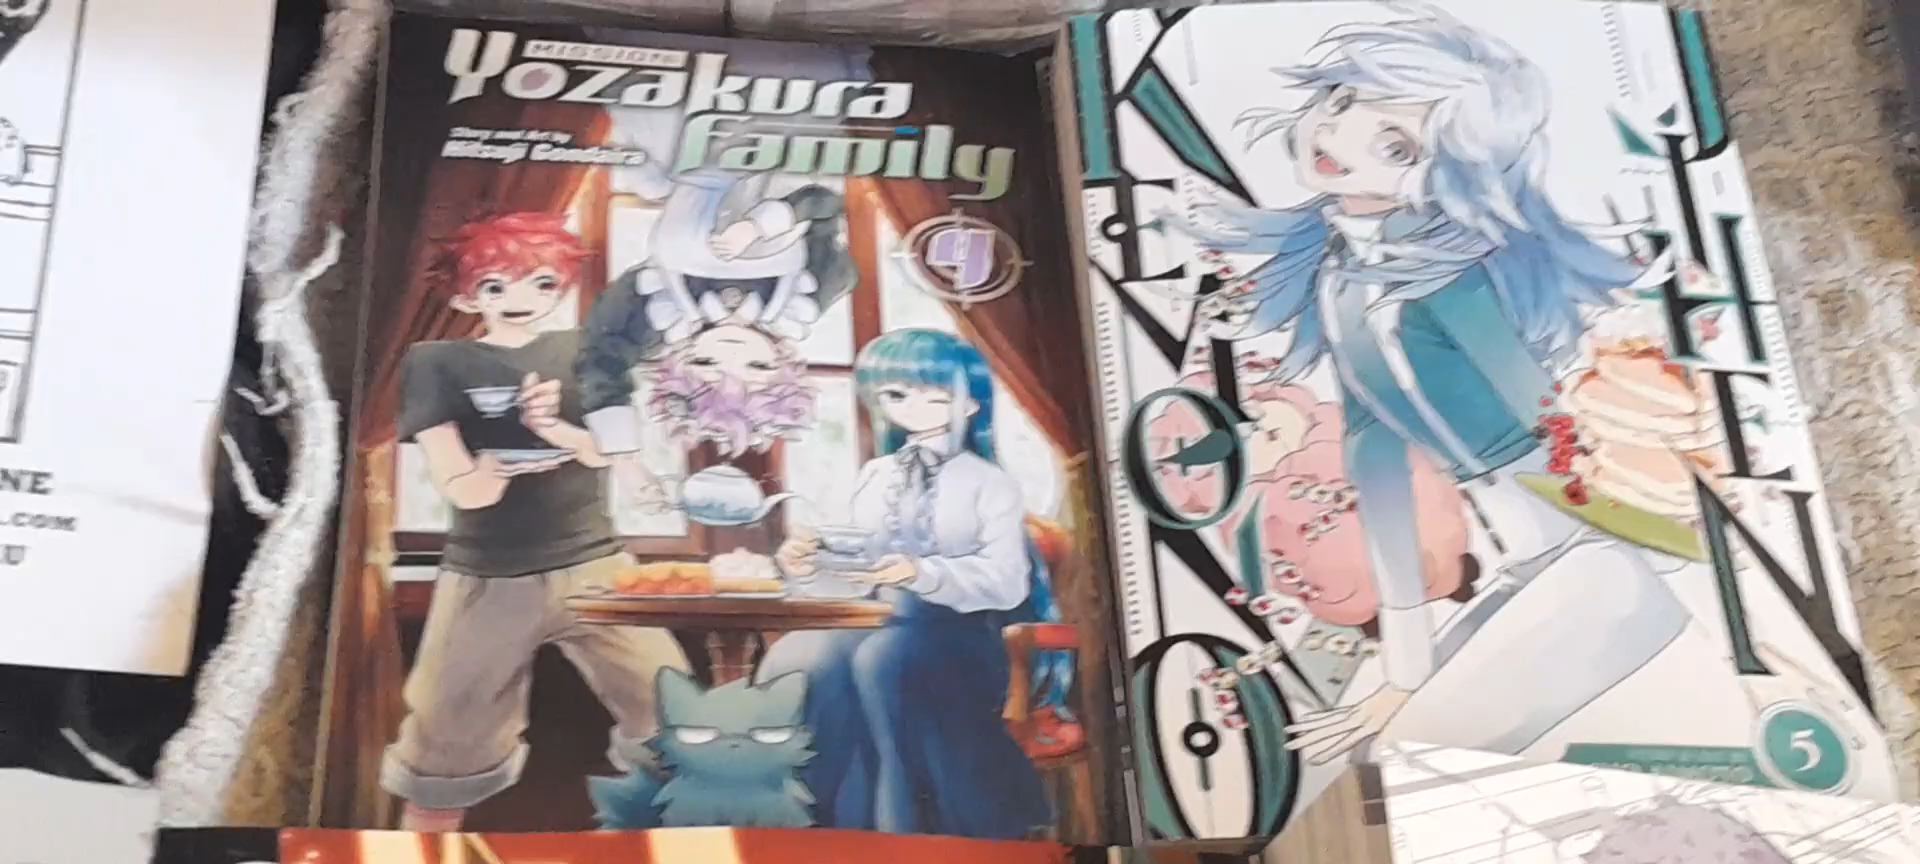 NE
.COM
U
MISSION:
Yozakura
family
Story and Art by
Hitsuji Gondaira
4
KEMONO
JIHEN
5